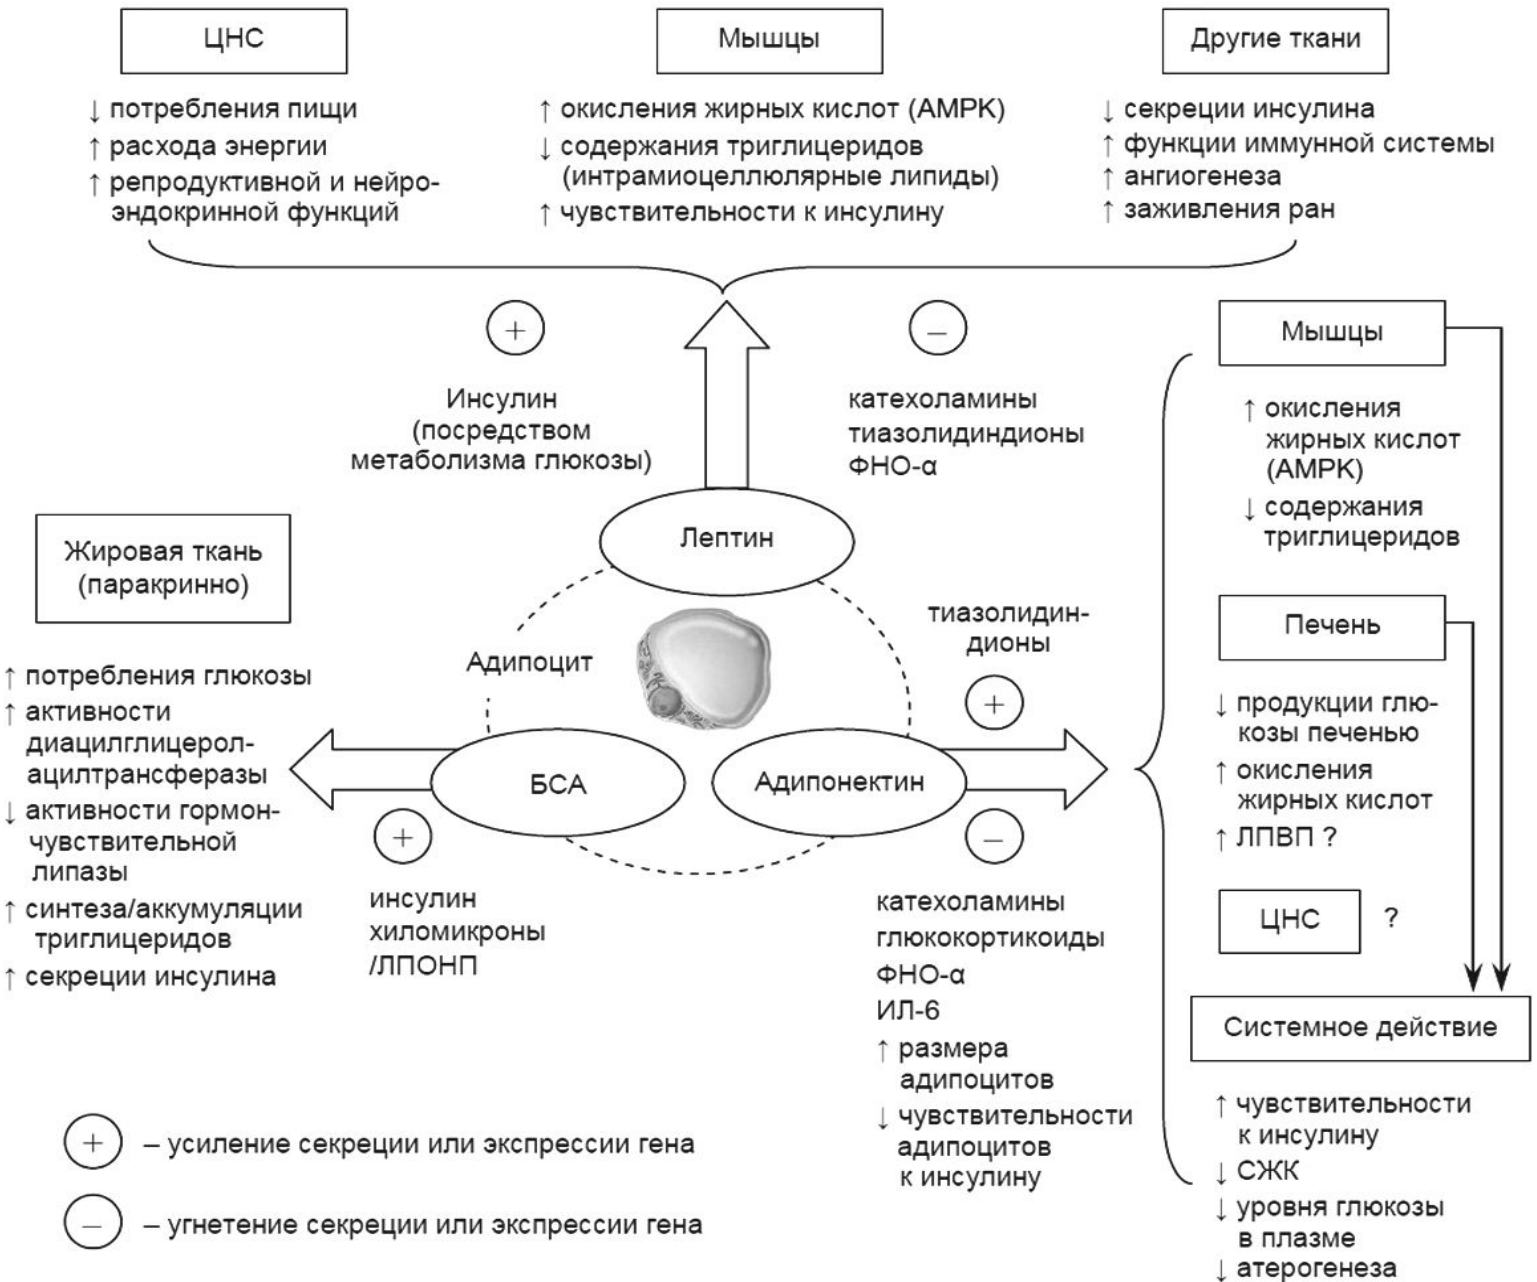 ЦНС
↓ потребления пищи
↑ расхода энергии
↑ репродуктивной и нейро-
эндокринной функций
Мышцы
↑ окисления жирных кислот (AMPK)
↓ содержания триглицеридов
(интрамиоцеллюлярные липиды)
↑ чувствительности к инсулину
Другие ткани
↓ секреции инсулина
↑ функции иммунной системы
↑ ангиогенеза
↑ заживления ран
+
Инсулин
(посредством
метаболизма глюкозы)
–
катехоламины
тиазолидиндионы
ФНО-α
Лептин
Жировая ткань
(паракринно)
↑ потребления глюкозы
↑ активности
диацилглицерол-
ацилтрансферазы
↓ активности гормон-
чувствительной
липазы
↑ синтеза/аккумуляции
триглицеридов
↑ секреции инсулина
Адипоцит
БСА
+
инсулин
хиломикроны
/ЛПОНП
Адипонектин
тиазолидин-
дионы
+
–
катехоламины
глюкокортикоиды
ФНО-α
ИЛ-6
↑ размера
адипоцитов
↓ чувствительности
адипоцитов
к инсулину
Мышцы
↑ окисления
жирных кислот
(AMPK)
↓ содержания
триглицеридов
Печень
↓ продукции глю-
козы печенью
↑ окисления
жирных кислот
↑ ЛПВП ?
ЦНС ?
Системное действие
↑ чувствительности
к инсулину
↓ СЖК
↓ уровня глюкозы
в плазме
↓ атерогенеза
+ – усиление секреции или экспрессии гена
– – угнетение секреции или экспрессии гена